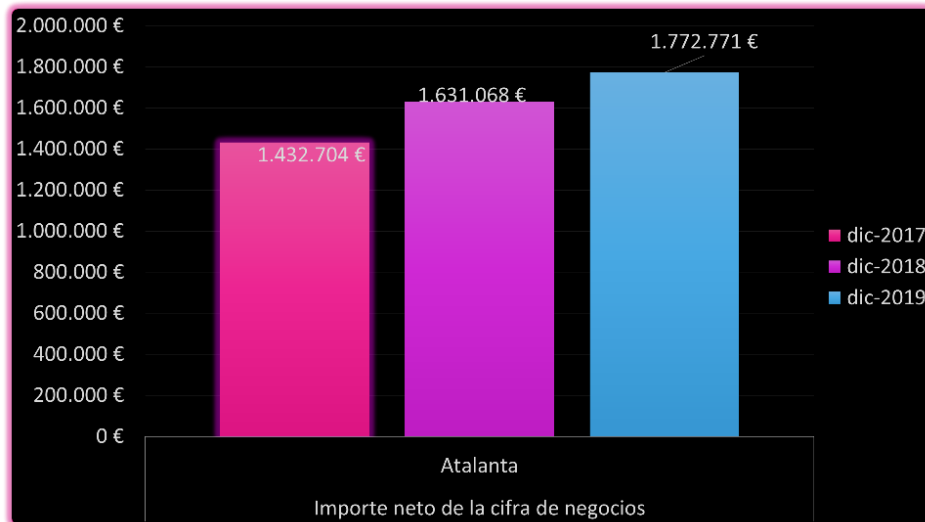 2.000.000 €
1.800.000 €
1.600.000 €
1.400.000 €
1.200.000 €
1.000.000 €
800.000 €
600.000 €
400.000 €
200.000 €
0 €
1.432.704 €
1.631.068 €
1.772.771 €
dic-2017
dic-2018
dic-2019
Atalanta
Importe neto de la cifra de negocios